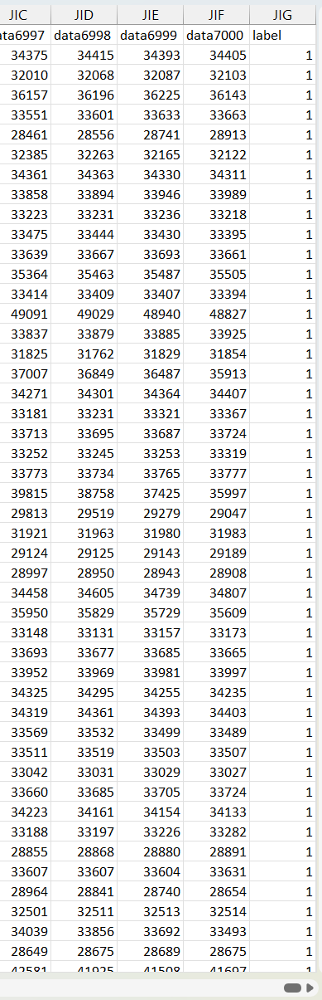 JIC JID JIE JIF JIG
ata6997 data6998 data6999 data7000 label
34375 34415 34393 34405 1
32010 32068 32087 32103 1
36157 36196 36225 36143 1
33551 33601 33633 33663 1
28461 28556 28741 28913 1
32385 32263 32165 32122 1
34361 34363 34330 34311 1
33858 33894 33946 33989 1
33223 33231 33236 33218 1
33475 33444 33430 33395 1
33639 33667 33693 33661 1
35364 35463 35487 35505 1
33414 33409 33407 33394 1
49091 49029 48940 48827 1
33837 33879 33885 33925 1
31825 31762 31829 31854 1
37007 36849 36487 35913 1
34271 34301 34364 34407 1
33181 33231 33321 33367 1
33713 33695 33687 33724 1
33252 33245 33253 33319 1
33773 33734 33765 33777 1
39815 38758 37425 35997 1
29813 29519 29279 29047 1
31921 31963 31980 31983 1
29124 29125 29143 29189 1
28997 28950 28943 28908 1
34458 34605 34739 34807 1
35950 35829 35729 35609 1
33148 33131 33157 33173 1
33693 33677 33685 33665 1
33952 33969 33981 33997 1
34325 34295 34255 34235 1
34319 34361 34393 34403 1
33569 33532 33499 33489 1
33511 33519 33503 33507 1
33042 33031 33029 33027 1
33660 33685 33705 33724 1
34223 34161 34154 34133 1
33188 33197 33226 33282 1
28855 28868 28880 28891 1
33607 33607 33604 33631 1
28964 28841 28740 28654 1
32501 32511 32513 32514 1
34039 33856 33692 33493 1
28649 28675 28689 28675 1
42581 41925 41508 41697 1